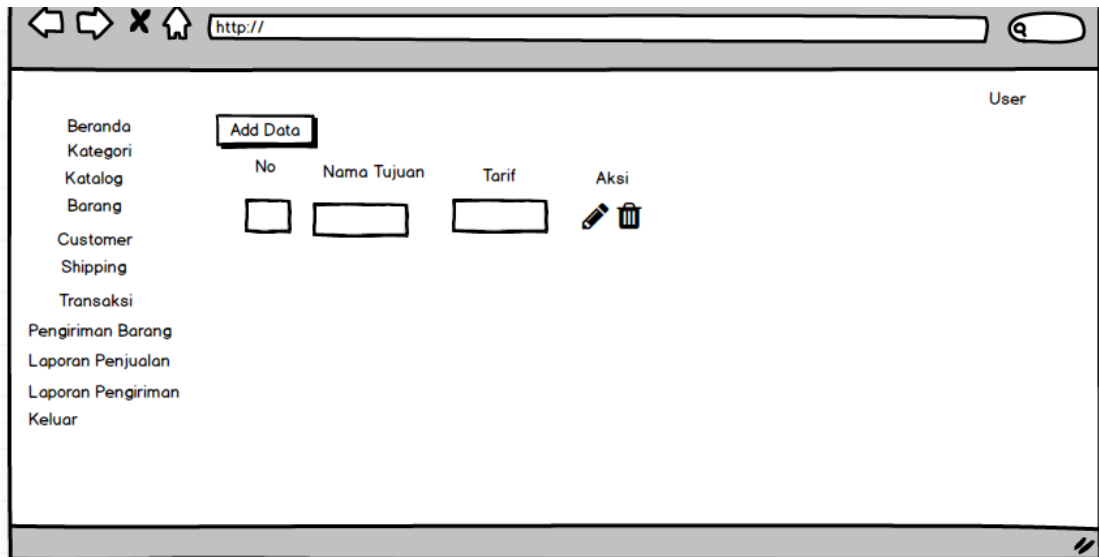 http://
User
Beranda
Kategori
Katalog
Barang
Customer
Shipping
Transaksi
Pengiriman Barang
Laporan Penjualan
Laporan Pengiriman
Keluar
Add Data
No Nama Tujuan Tarif Aksi